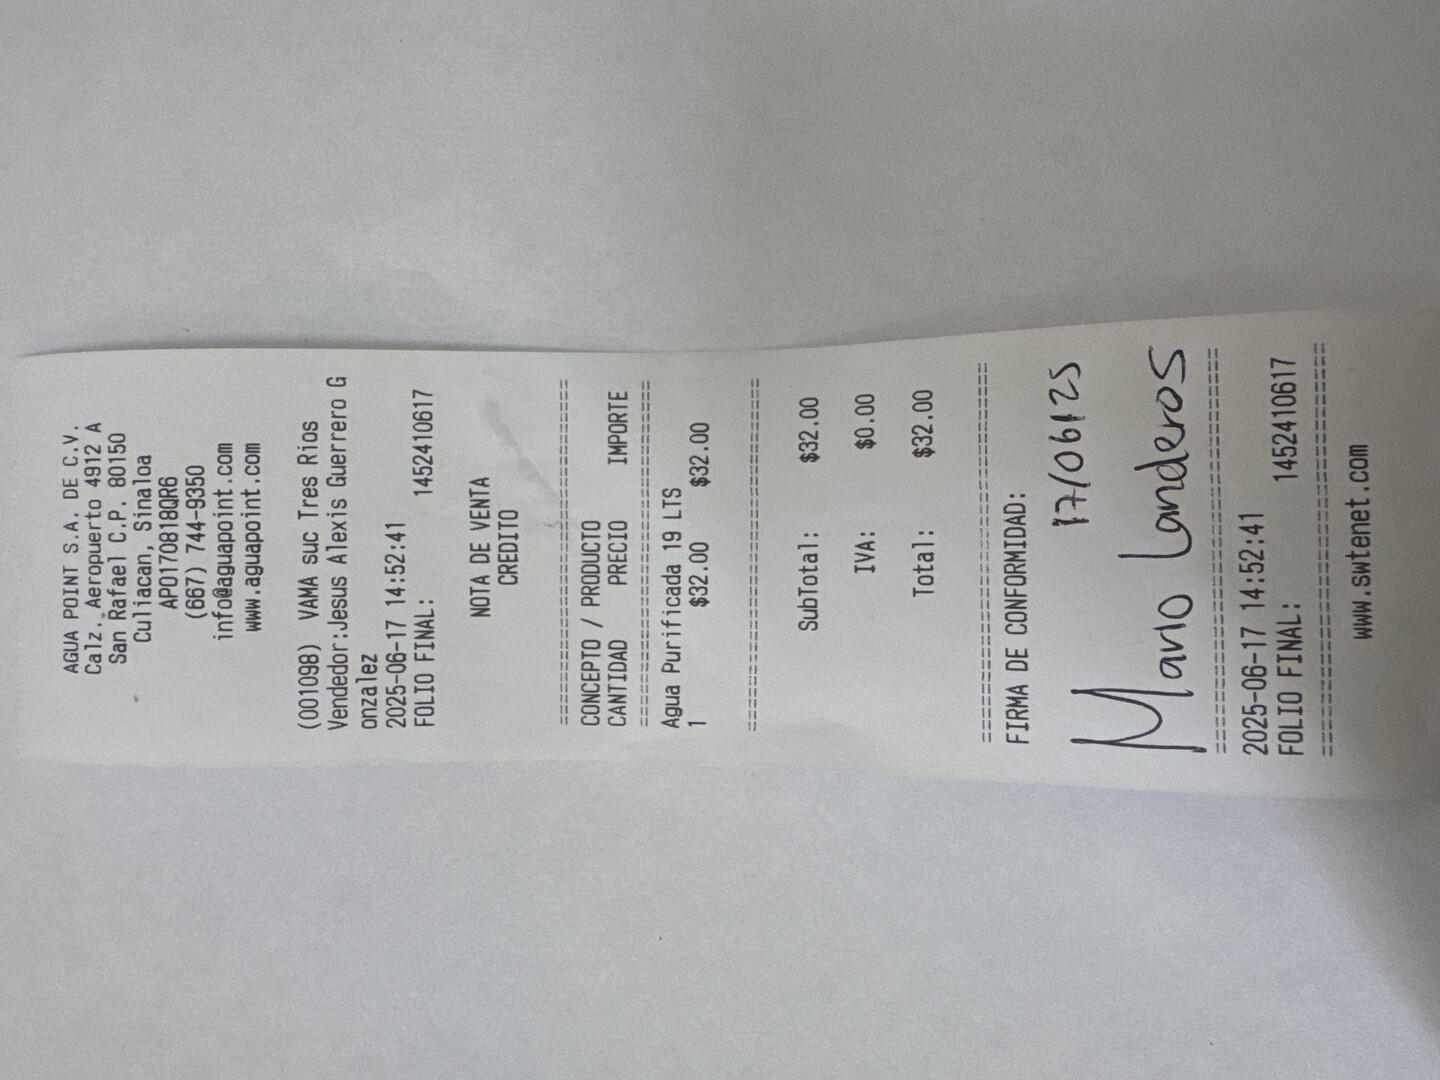 AGUA POINT S.A. DE C.V.
Calz. Aeropuerto 4912 A
San Rafael C.P. 80150
Culiacan, Sinaloa
APO170818QR6
(667) 744-9350
info@aguapoint.com
www.aguapoint.com
(001098) VAMA suc Tres Rios
Vendedor:Jesus Alexis Guerrero G
onzalez
2025-06-17 14:52:41
FOLIO FINAL: 1452410617
NOTA DE VENTA
CREDITO
================================
CONCEPTO / PRODUCTO
CANTIDAD PRECIO IMPORTE
================================
Agua Purificada 19 LTS
1 $32.00 $32.00
================================
SubTotal: $32.00
IVA: $0.00
Total: $32.00
================================
FIRMA DE CONFORMIDAD:
17/06/25
Mario Landeros
================================
2025-06-17 14:52:41
FOLIO FINAL: 1452410617
================================
www.swtenet.com